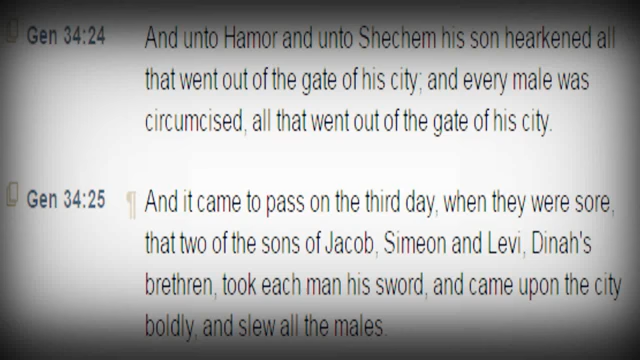 Gen 34:24 And unto Hamor and unto Shechem his son hearkened all
that went out of the gate of his city; and every male was
circumcised, all that went out of the gate of his city.
Gen 34:25 ¶ And it came to pass on the third day, when they were sore,
that two of the sons of Jacob, Simeon and Levi, Dinah's
brethren, took each man his sword, and came upon the city
boldly, and slew all the males.